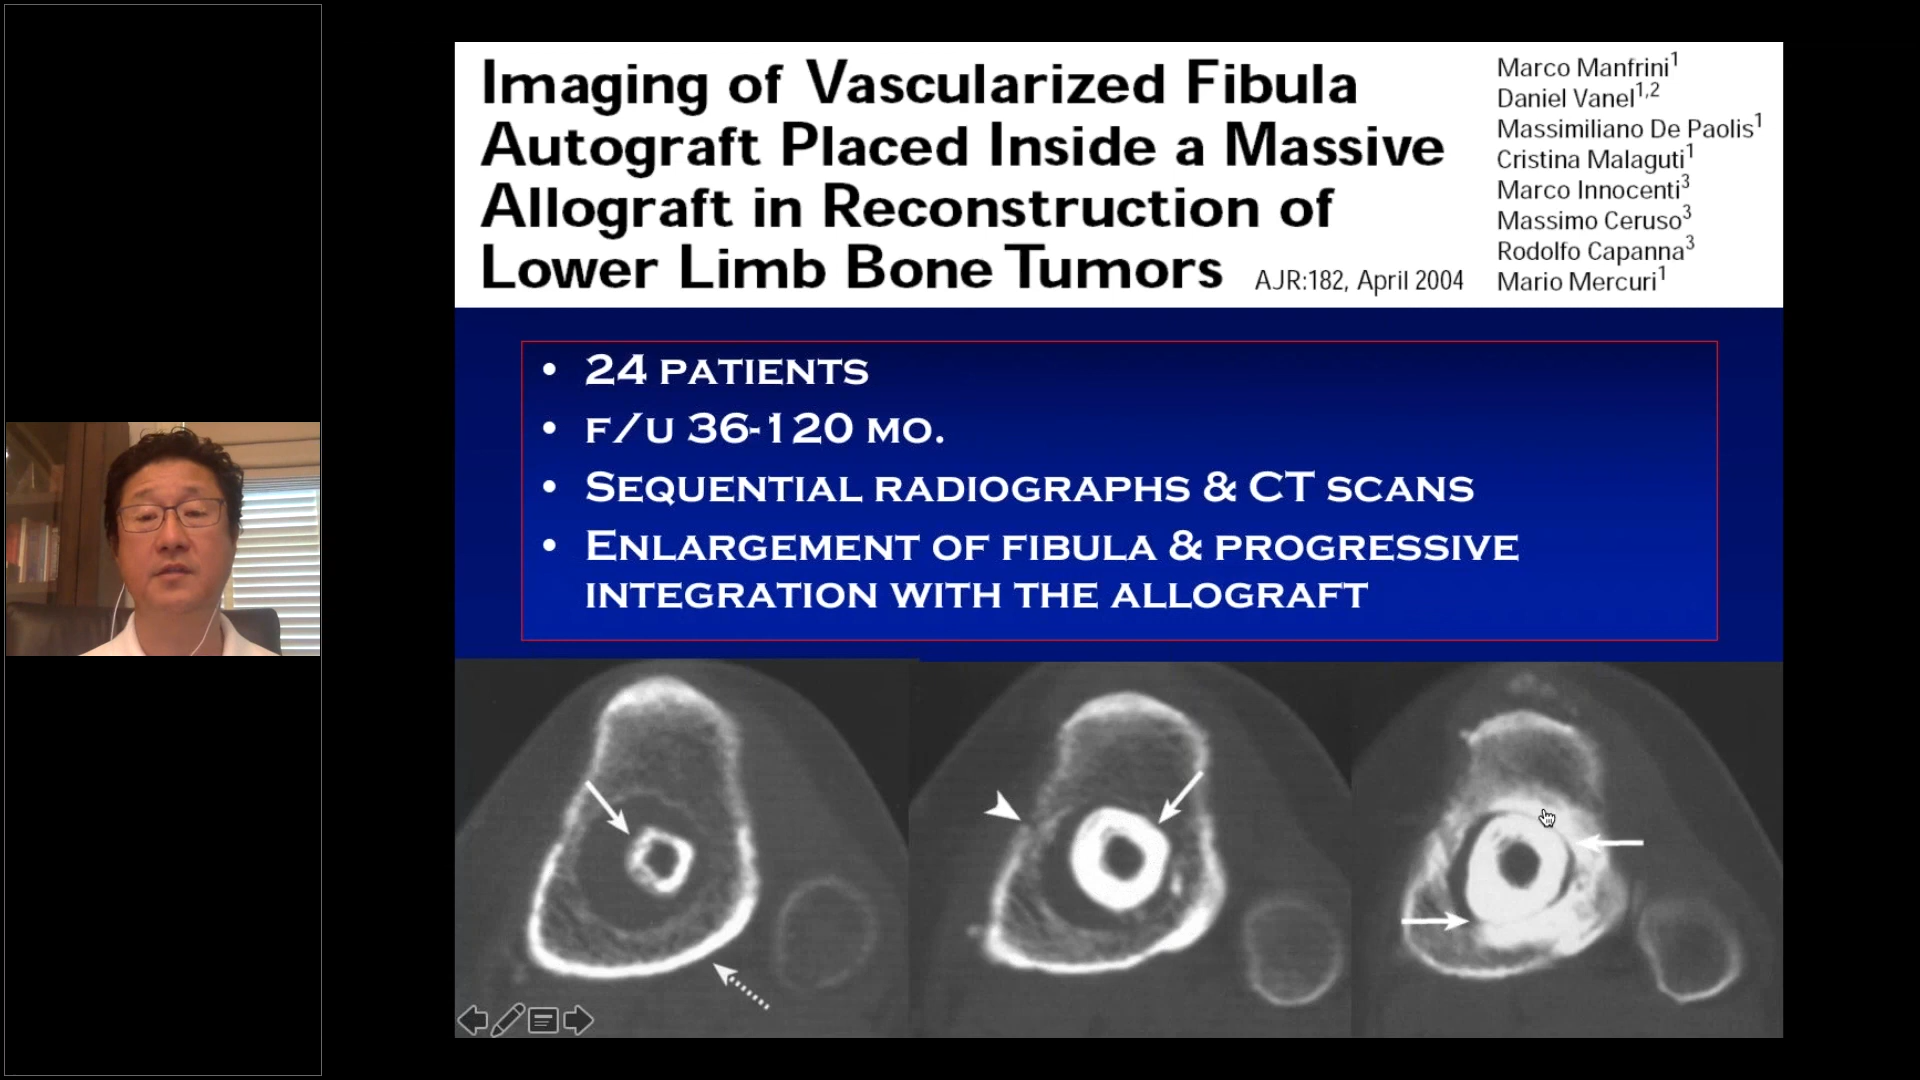 Imaging of Vascularized Fibula
Autograft Placed Inside a Massive
Allograft in Reconstruction of
Lower Limb Bone Tumors
AJR:182, April 2004
Marco Manfrini1
Daniel Vanel1,2
Massimiliano De Paolis1
Cristina Malaguti1
Marco Innocenti3
Massimo Ceruso3
Rodolfo Capanna3
Mario Mercuri1
• 24 PATIENTS
• F/U 36-120 MO.
• SEQUENTIAL RADIOGRAPHS & CT SCANS
• ENLARGEMENT OF FIBULA & PROGRESSIVE
INTEGRATION WITH THE ALLOGRAFT